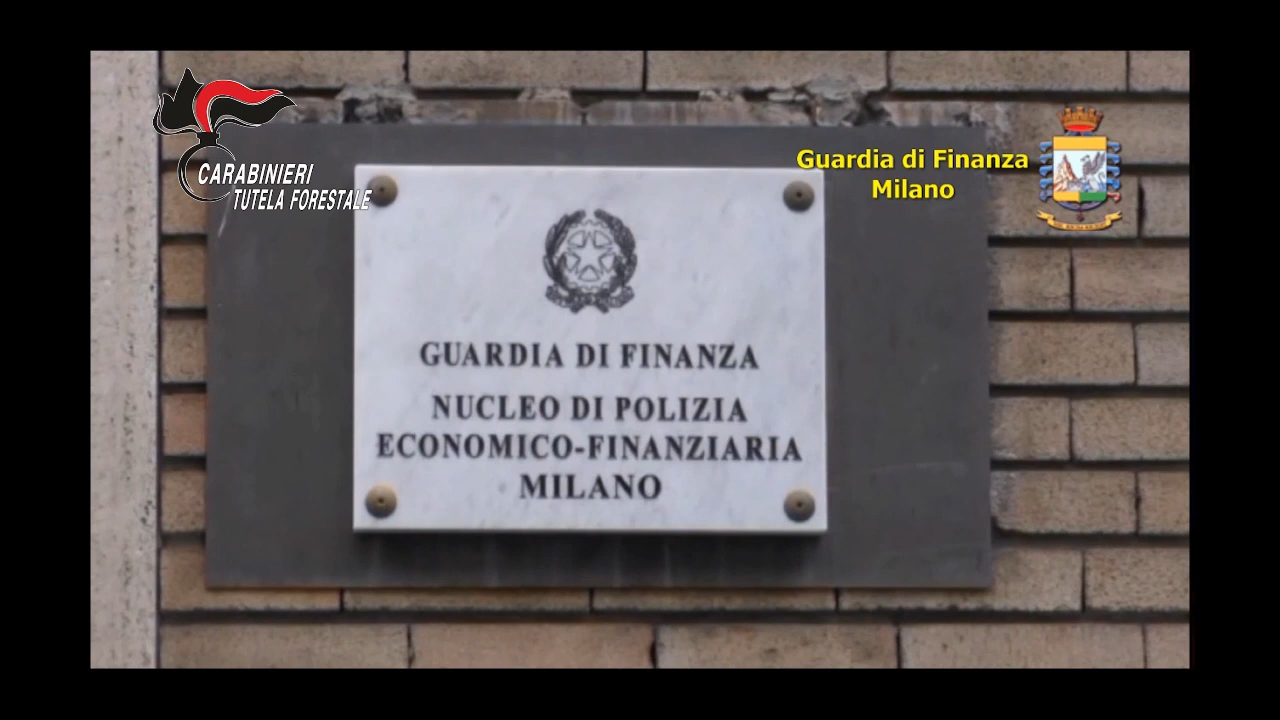 CARABINIERI
TUTELA FORESTALE
Guardia di Finanza
Milano
GUARDIA DI FINANZA
NUCLEO DI POLIZIA
ECONOMICO-FINANZIARIA
MILANO